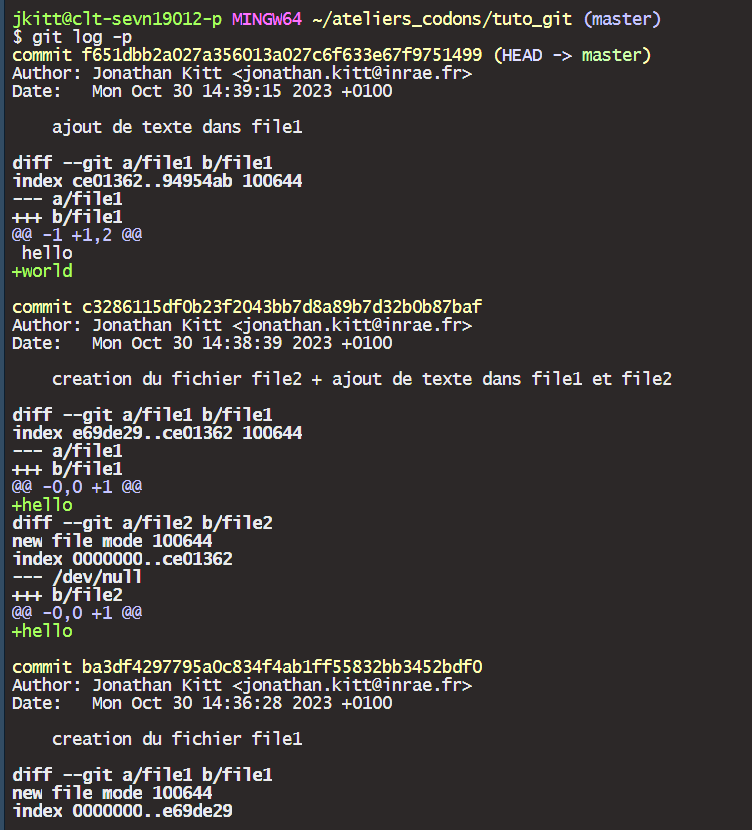 jkitt@clt-sevn19012-p MINGW64 ~/ateliers_codons/tuto_git (master)
$ git log -p
commit f651dbb2a027a356013a027c6f633e67f9751499 (HEAD -> master)
Author: Jonathan Kitt <jonathan.kitt@inrae.fr>
Date:   Mon Oct 30 14:39:15 2023 +0100

    ajout de texte dans file1

diff --git a/file1 b/file1
index ce01362..94954ab 100644
--- a/file1
+++ b/file1
@@ -1 +1,2 @@
 hello
+world

commit c3286115df0b23f2043bb7d8a89b7d32b0b87baf
Author: Jonathan Kitt <jonathan.kitt@inrae.fr>
Date:   Mon Oct 30 14:38:39 2023 +0100

    creation du fichier file2 + ajout de texte dans file1 et file2

diff --git a/file1 b/file1
index e69de29..ce01362 100644
--- a/file1
+++ b/file1
@@ -0,0 +1 @@
+hello
diff --git a/file2 b/file2
new file mode 100644
index 0000000..ce01362
--- /dev/null
+++ b/file2
@@ -0,0 +1 @@
+hello

commit ba3df4297795a0c834f4ab1ff55832bb3452bdf0
Author: Jonathan Kitt <jonathan.kitt@inrae.fr>
Date:   Mon Oct 30 14:36:28 2023 +0100

    creation du fichier file1

diff --git a/file1 b/file1
new file mode 100644
index 0000000..e69de29